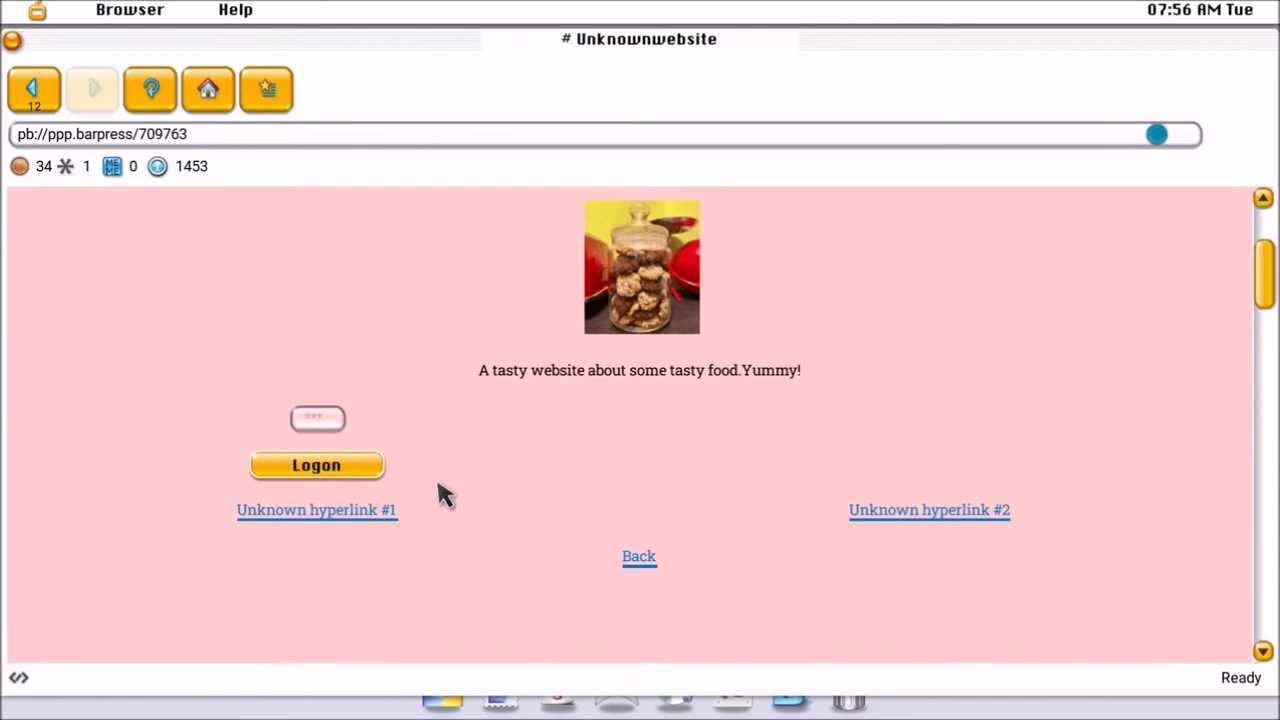 Browser Help 07:56 AM Tue
# Unknownwebsite
12
pb://ppp.barpress/709763
34 1 MEME 0 1453
A tasty website about some tasty food.Yummy!
***
Logon
Unknown hyperlink #1 Unknown hyperlink #2
Back
Ready